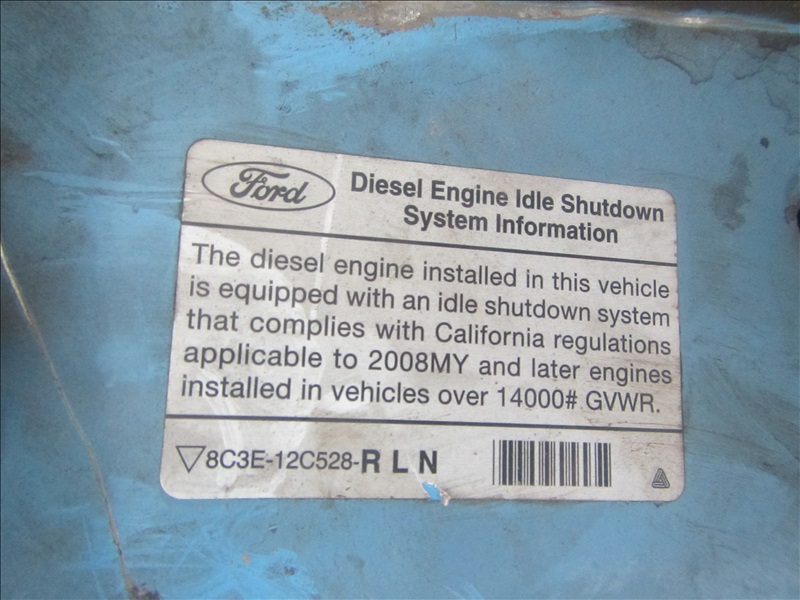 Ford
Diesel Engine Idle Shutdown
System Information
The diesel engine installed in this vehicle
is equipped with an idle shutdown system
that complies with California regulations
applicable to 2008MY and later engines
installed in vehicles over 14000# GVWR.
8C3E-12C528-R L N